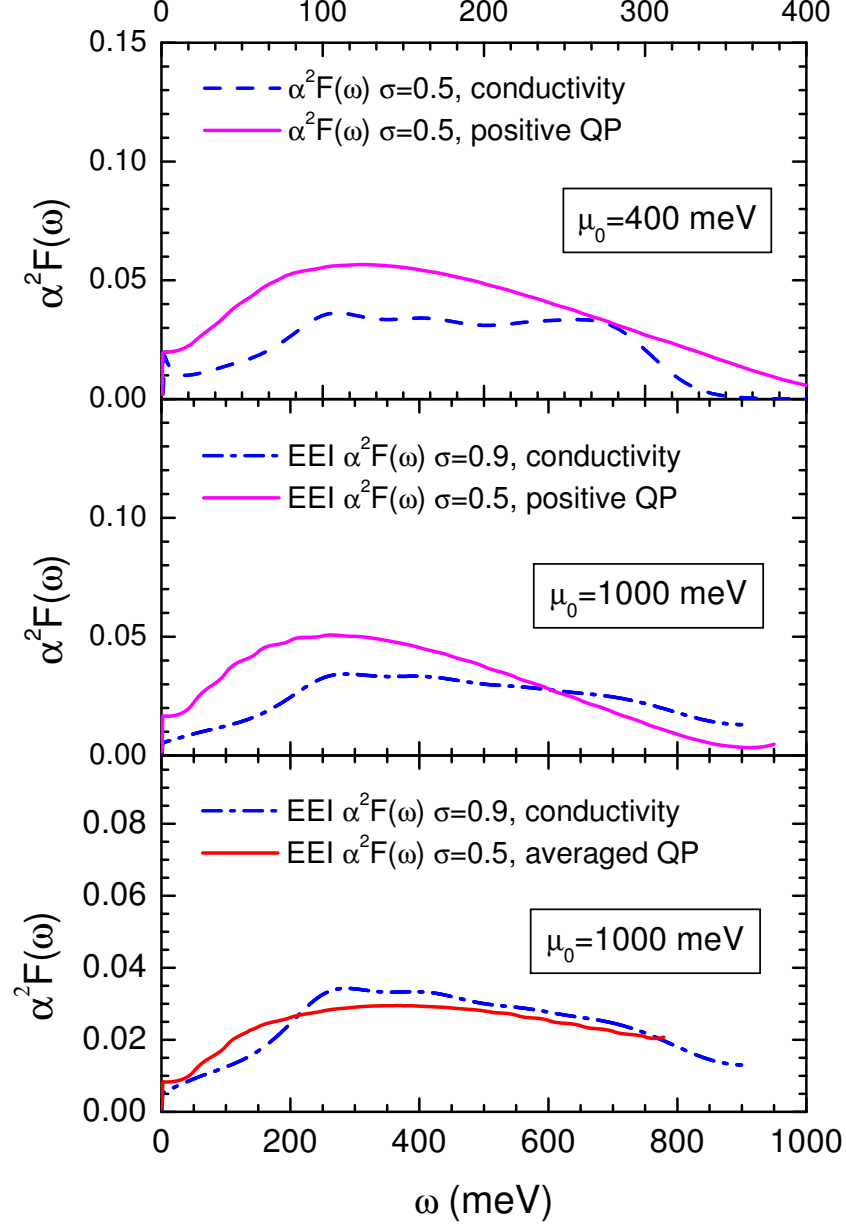 0 100 200 300 400
0.15
α²F(ω) σ=0.5, conductivity
α²F(ω) σ=0.5, positive QP
0.10
μ₀=400 meV
α²F(ω)
0.05
0.00
EEI α²F(ω) σ=0.9, conductivity
EEI α²F(ω) σ=0.5, positive QP
0.10
μ₀=1000 meV
α²F(ω)
0.05
0.00
EEI α²F(ω) σ=0.9, conductivity
0.08
EEI α²F(ω) σ=0.5, averaged QP
0.06
μ₀=1000 meV
α²F(ω)
0.04
0.02
0.00
0 200 400 600 800 1000
ω (meV)